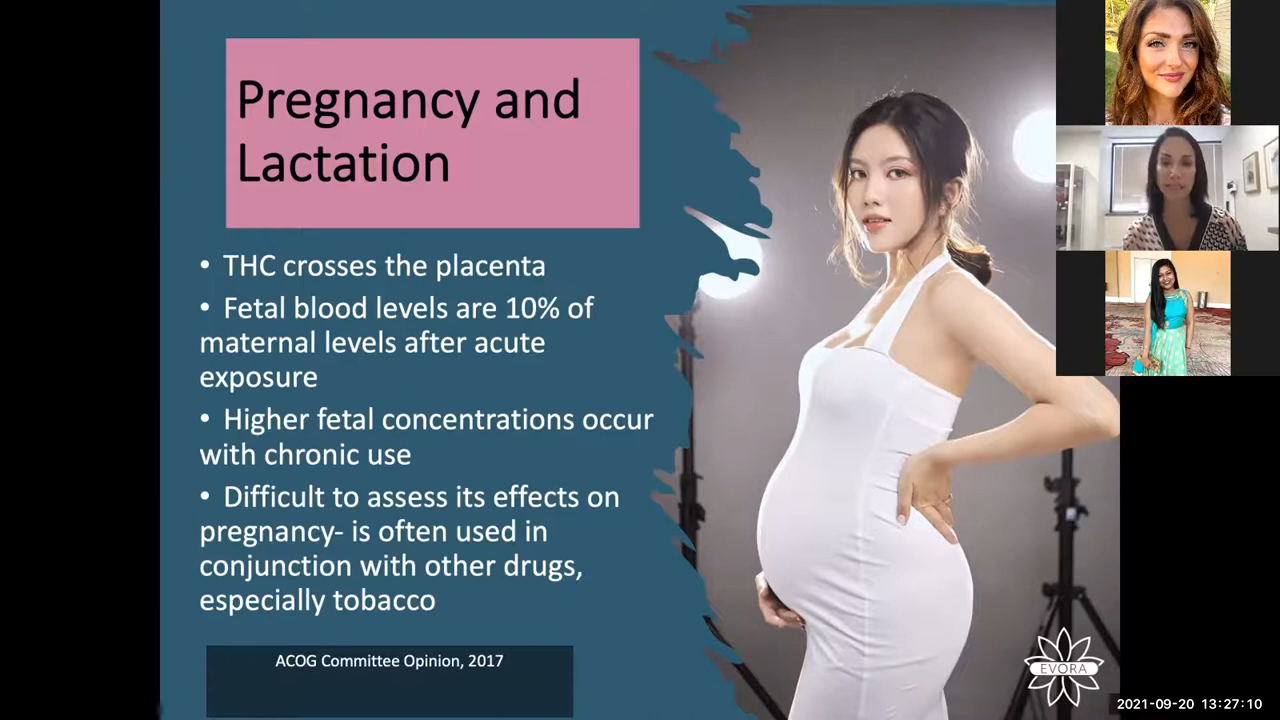 Pregnancy and
Lactation
• THC crosses the placenta
• Fetal blood levels are 10% of
maternal levels after acute
exposure
• Higher fetal concentrations occur
with chronic use
• Difficult to assess its effects on
pregnancy- is often used in
conjunction with other drugs,
especially tobacco
ACOG Committee Opinion, 2017
EVORA
2021-09-20 13:27:10